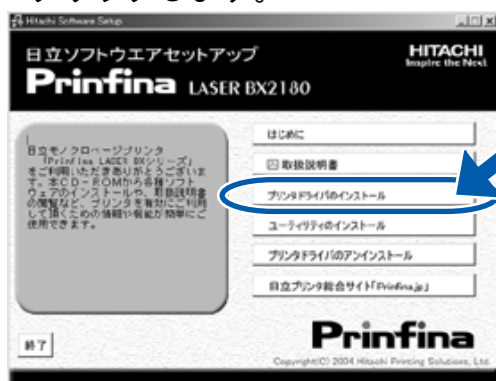 Hitachi Software Setup
日立ソフトウエアセットアップ
Prinfina LASER BX2180
HITACHI
Inspire the Next
日立モノクロページプリンタ
「Prinfina LASER BXシリーズ」
をご利用いただきありがとうございま
す。本CD-ROMから各種ソフト
ウェアのインストールや、取扱説明書
の閲覧など、プリンタを有効にご利用
して頂くための情報や機能が簡単にご
使用できます。
はじめに
取扱説明書
プリンタドライバのインストール
ユーティリティのインストール
プリンタドライバのアンインストール
日立プリンタ総合サイト「Prinfina.jp」
終了
Prinfina
Copyright(C) 2004 Hitachi Printing Solutions, Ltd.